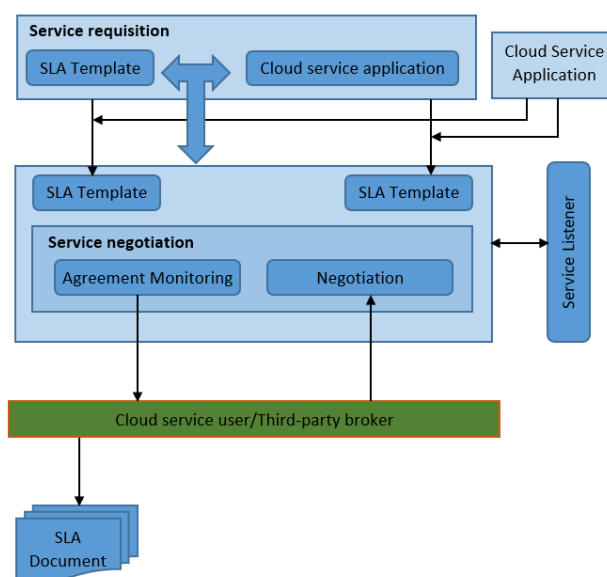 Service requisition
SLA Template
Cloud service application
Cloud Service
Application
SLA Template
SLA Template
Service Listener
Service negotiation
Agreement Monitoring
Negotiation
Cloud service user/Third-party broker
SLA
Document